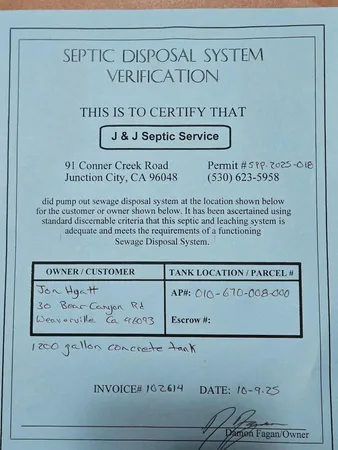 SEPTIC DISPOSAL SYSTEM
VERIFICATION
THIS IS TO CERTIFY THAT
J & J Septic Service
91 Conner Creek Road Permit # SPP-2025-018
Junction City, CA 96048 (530) 623-5958
did pump out sewage disposal system at the location shown below
for the customer or owner shown below. It has been ascertained using
standard discernable criteria that this septic and leaching system is
adequate and meets the requirements of a functioning
Sewage Disposal System.
OWNER / CUSTOMER TANK LOCATION / PARCEL #
Jon Hyatt AP#: 010-670-008-000
30 Bear Canyon Rd
Weaverville Ca 96093 Escrow #:
1200 gallon concrete tank
INVOICE# 102614 DATE: 10-9-25
Damon Fagan/Owner